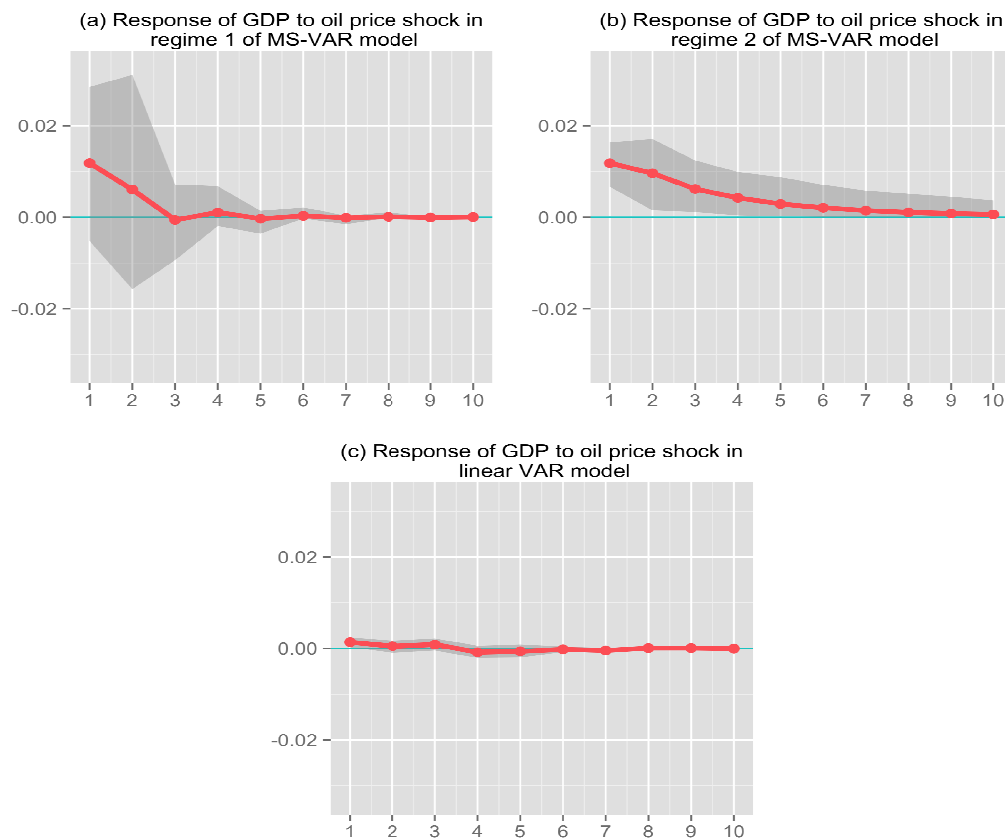 (a) Response of GDP to oil price shock in
regime 1 of MS-VAR model
0.02
0.00
-0.02
1 2 3 4 5 6 7 8 9 10
(b) Response of GDP to oil price shock in
regime 2 of MS-VAR model
0.02
0.00
-0.02
1 2 3 4 5 6 7 8 9 10
(c) Response of GDP to oil price shock in
linear VAR model
0.02
0.00
-0.02
1 2 3 4 5 6 7 8 9 10